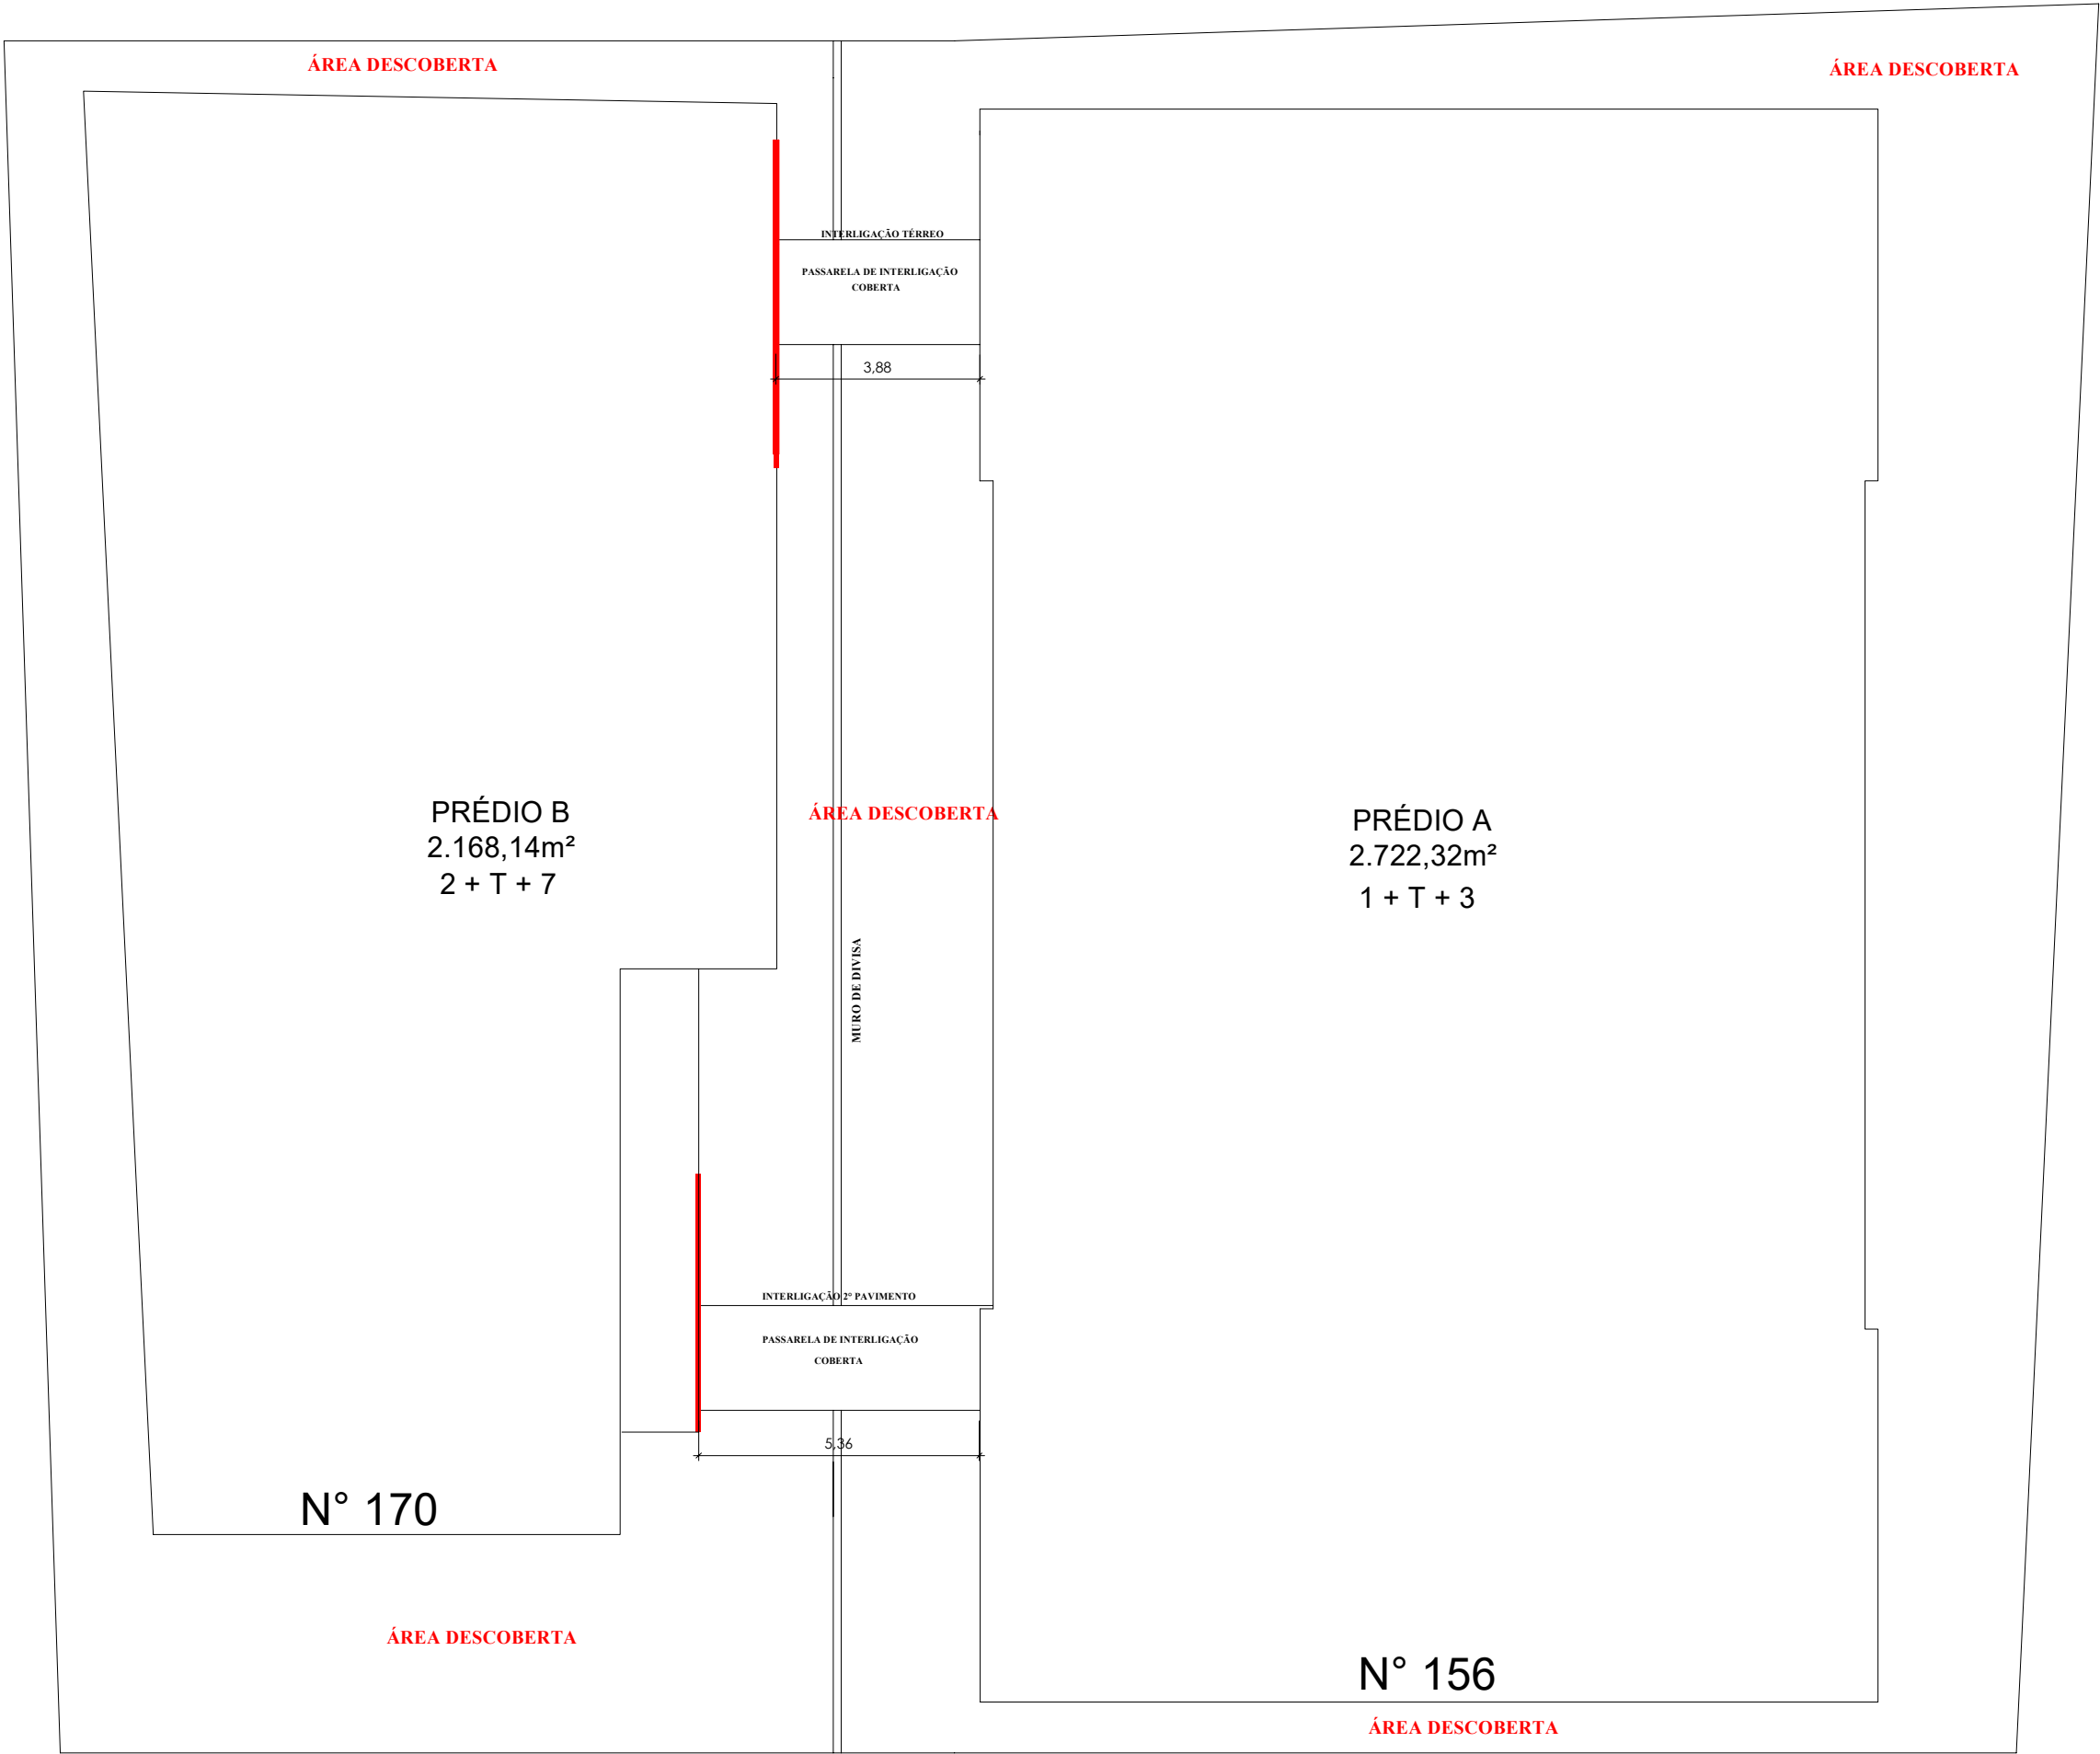 ÁREA DESCOBERTA
ÁREA DESCOBERTA
INTERLIGAÇÃO TÉRREO
PASSARELA DE INTERLIGAÇÃO
COBERTA
3,88
PRÉDIO B
2.168,14m²
2 + T + 7
ÁREA DESCOBERTA
PRÉDIO A
2.722,32m²
1 + T + 3
MURO DE DIVISA
INTERLIGAÇÃO 2° PAVIMENTO
PASSARELA DE INTERLIGAÇÃO
COBERTA
5,36
N° 170
ÁREA DESCOBERTA
N° 156
ÁREA DESCOBERTA